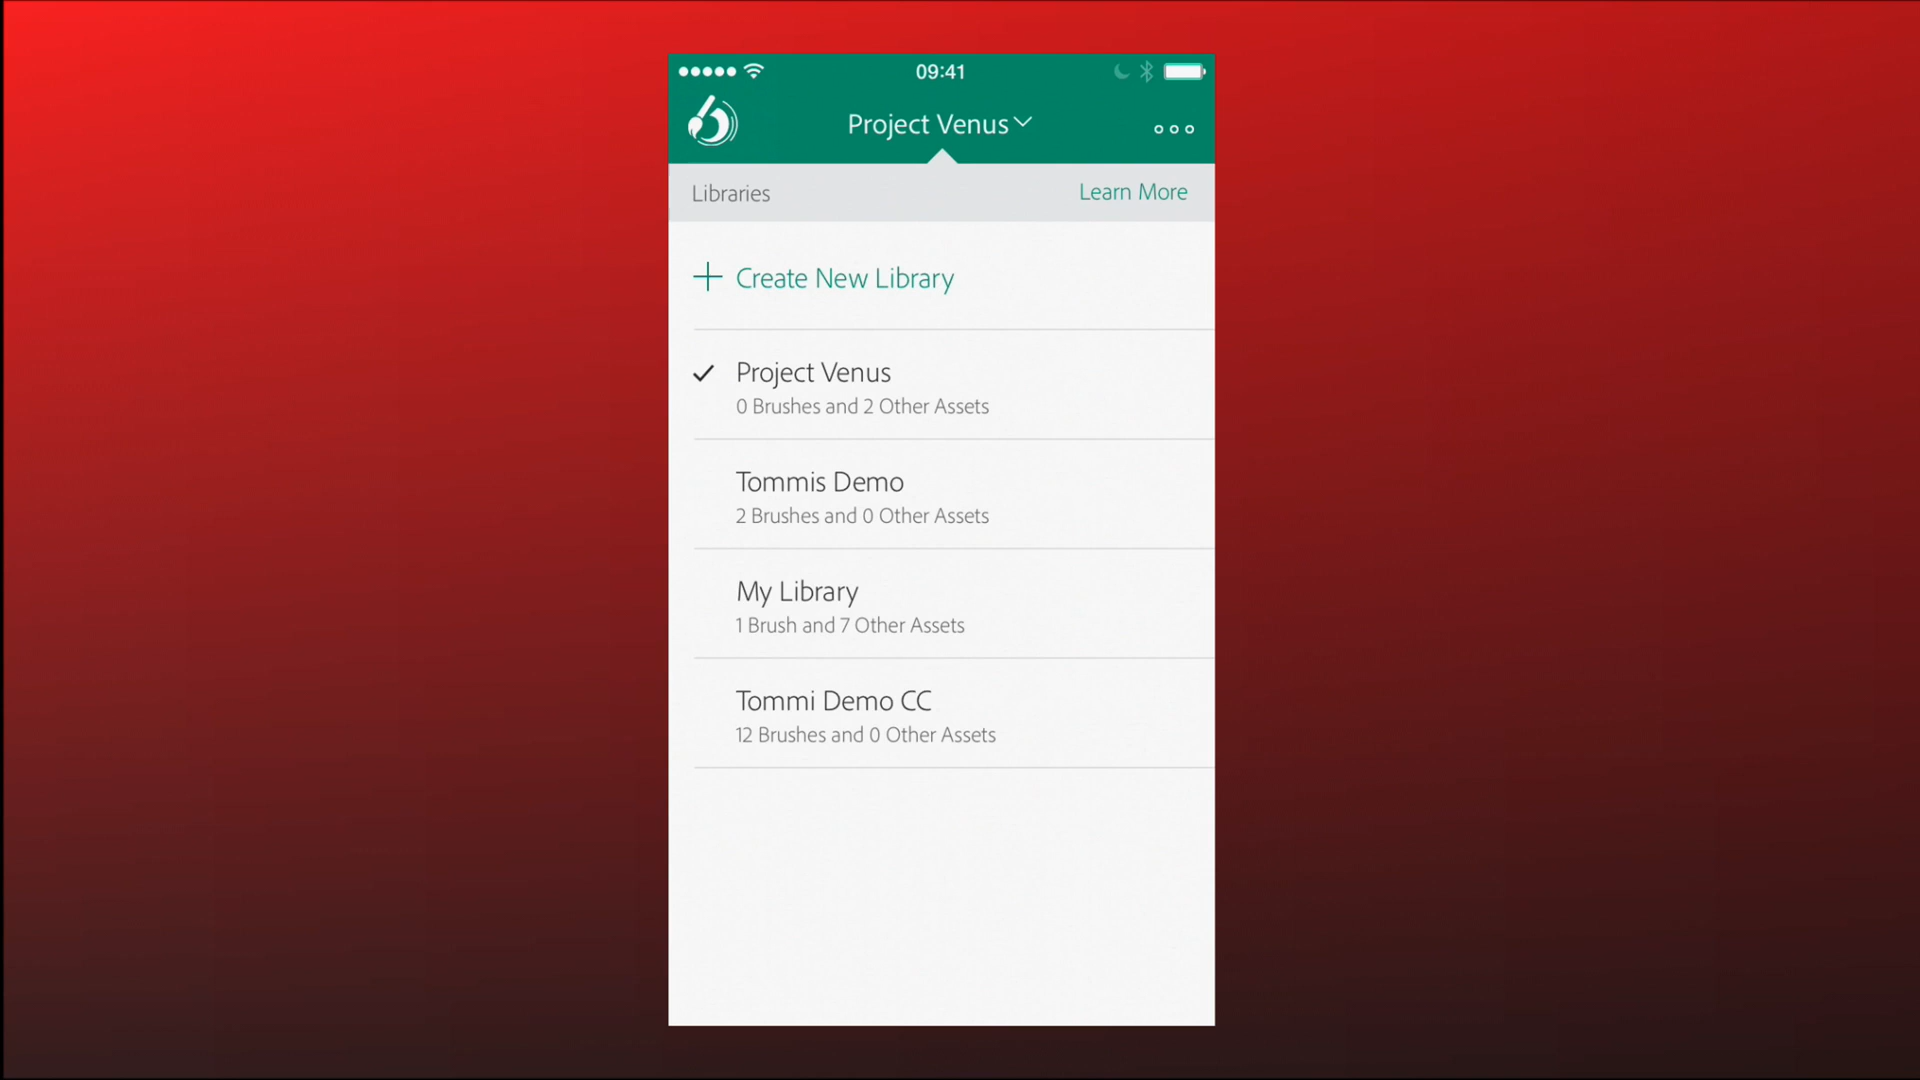 09:41
Project Venus
Libraries
Learn More
Create New Library
Project Venus
0 Brushes and 2 Other Assets
Tommis Demo
2 Brushes and 0 Other Assets
My Library
1 Brush and 7 Other Assets
Tommi Demo CC
12 Brushes and 0 Other Assets